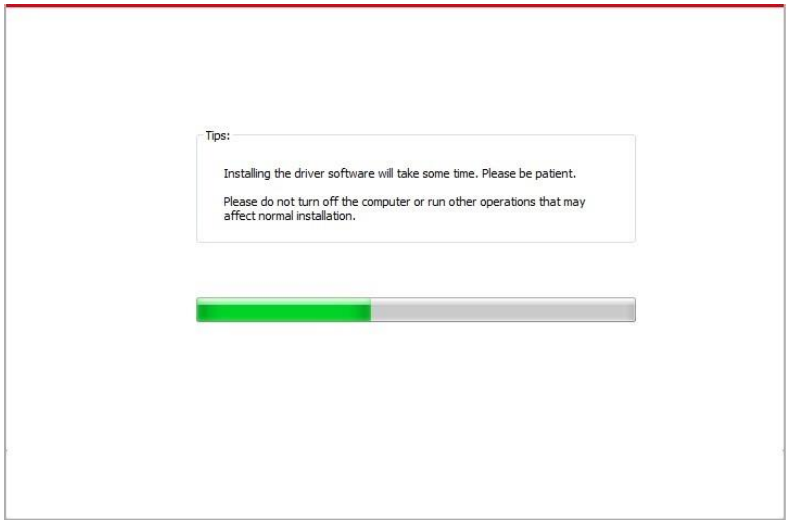 Tips:
Installing the driver software will take some time. Please be patient.
Please do not turn off the computer or run other operations that may
affect normal installation.